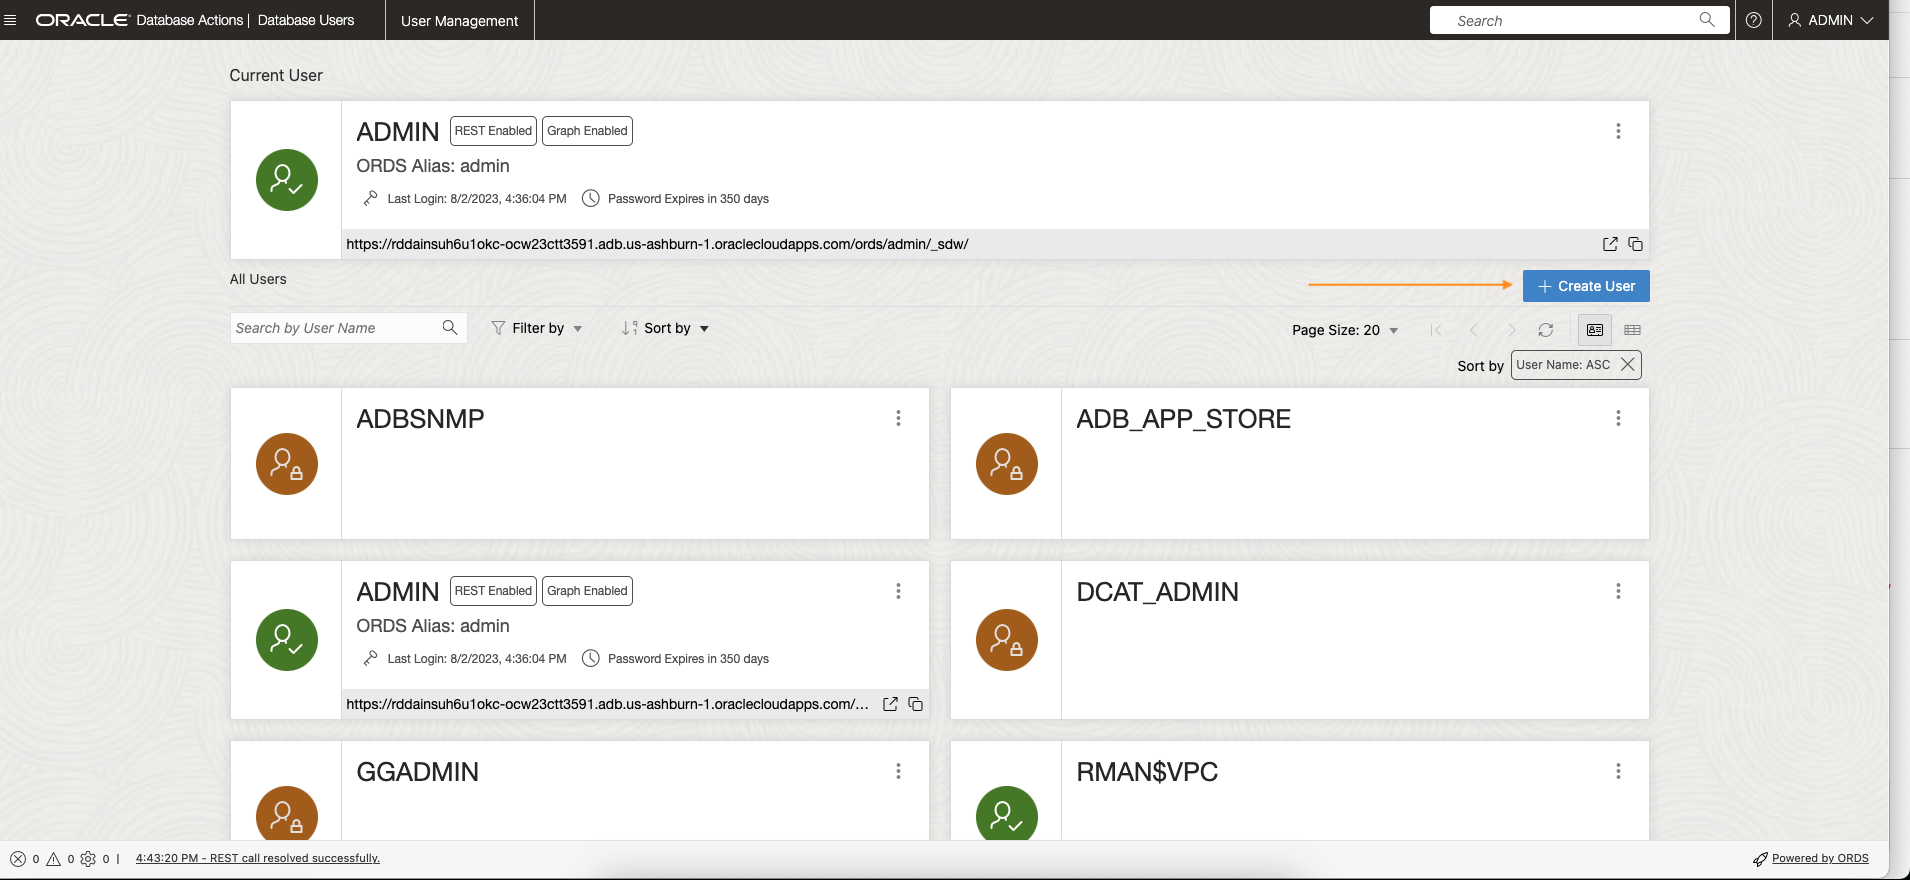 ORACLE Database Actions | Database Users User Management Search ADMIN
Current User
ADMIN REST Enabled Graph Enabled
ORDS Alias: admin
Last Login: 8/2/2023, 4:36:04 PM Password Expires in 350 days
https://rddainsuh6u1okc-ocw23ctt3591.adb.us-ashburn-1.oraclecloudapps.com/ords/admin/_sdw/
All Users
+ Create User
Search by User Name Filter by Sort by Page Size: 20
Sort by User Name: ASC
ADBSNMP
ADB_APP_STORE
ADMIN REST Enabled Graph Enabled
ORDS Alias: admin
Last Login: 8/2/2023, 4:36:04 PM Password Expires in 350 days
https://rddainsuh6u1okc-ocw23ctt3591.adb.us-ashburn-1.oraclecloudapps.com/...
DCAT_ADMIN
GGADMIN
RMAN$VPC
0 0 0 | 4:43:20 PM - REST call resolved successfully. Powered by ORDS